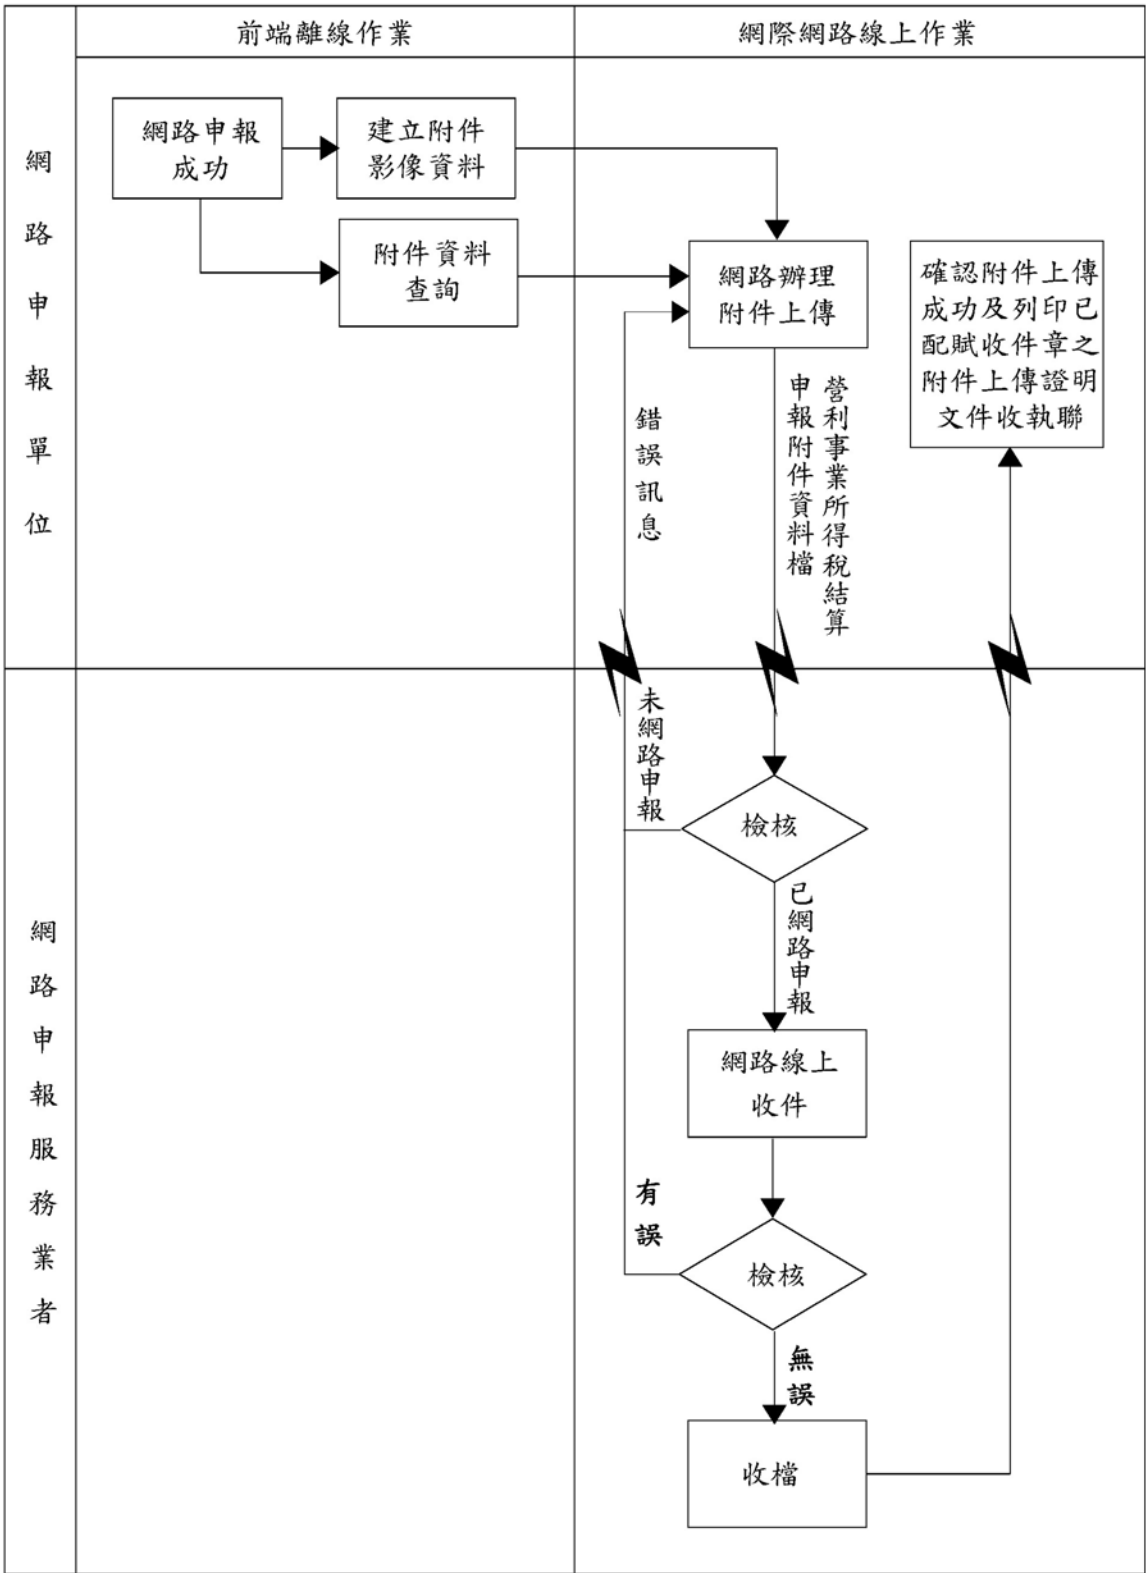 前端離線作業
網際網路線上作業
網路申報單位
網路申報
成功
建立附件
影像資料
附件資料
查詢
網路辦理
附件上傳
確認附件上傳
成功及列印已
配賦收件章之
附件上傳證明
文件收執聯
錯誤訊息
營利事業所得稅結算
申報附件資料檔
網路申報服務業者
未網路申報
檢核
已網路申報
網路線上
收件
有誤
檢核
無誤
收檔